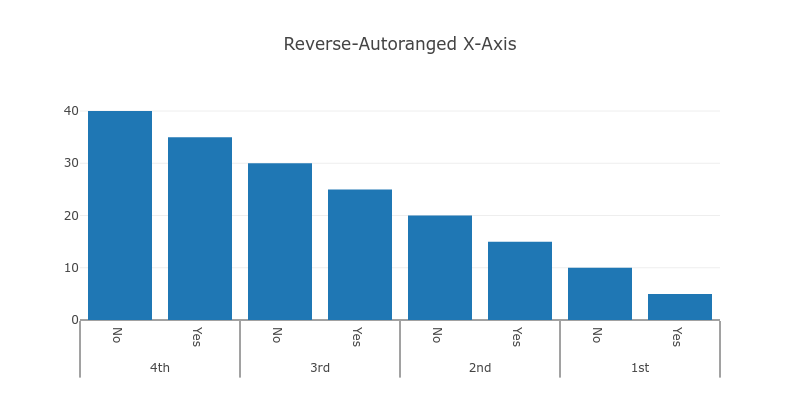 Reverse-Autoranged X-Axis
40
30
20
10
0
No Yes No Yes No Yes No Yes
4th 3rd 2nd 1st